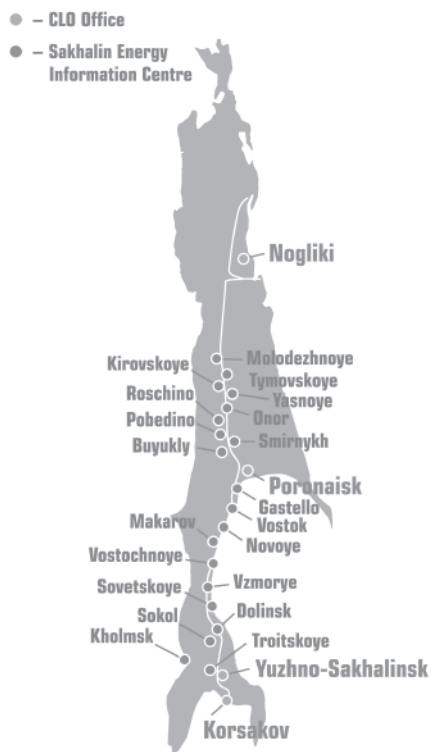 – CLO Office
– Sakhalin Energy
Information Centre
Nogliki
Molodezhnoye
Kirovskoye
Tymovskoye
Roschino
Yasnoye
Pobedino
Onor
Buyukly
Smirnykh
Poronaisk
Gastello
Vostok
Makarov
Novoye
Vostochnoye
Sovetskoye
Vzmorye
Sokol
Dolinsk
Kholmsk
Troitskoye
Yuzhno-Sakhalinsk
Korsakov